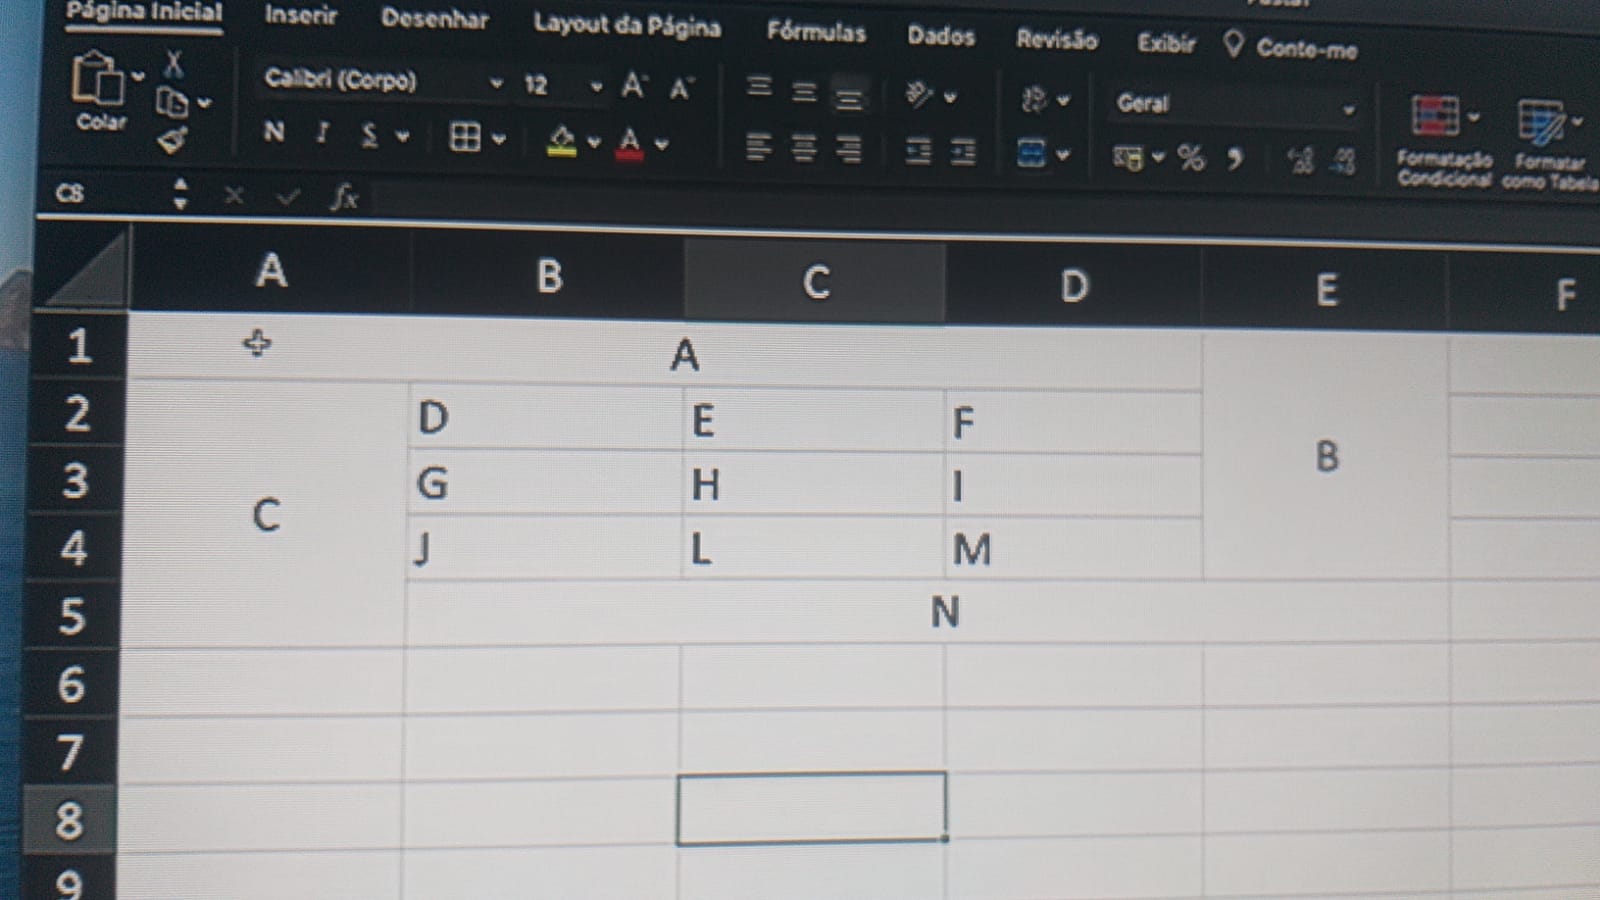 Página Inicial Inserir Desenhar Layout da Página Fórmulas Dados Revisão Exibir Conte-me
Calibri (Corpo) 12 A A Geral
Colar N I S A % Formatação Condicional Formatar como Tabela
C8 fx
A B C D E F
1 A
2 D E F
B
3 G H I
C
4 J L M
5 N
6
7
8
9